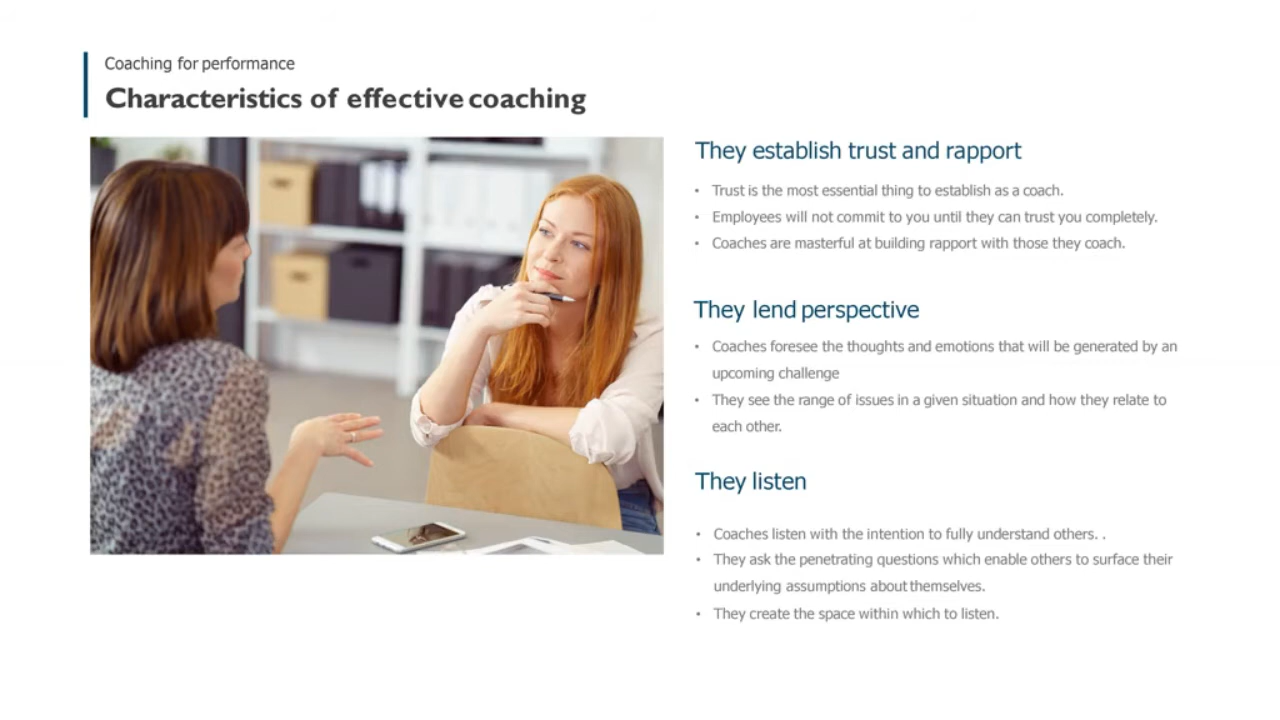 Coaching for performance
Characteristics of effective coaching
They establish trust and rapport
• Trust is the most essential thing to establish as a coach.
• Employees will not commit to you until they can trust you completely.
• Coaches are masterful at building rapport with those they coach.
They lend perspective
• Coaches foresee the thoughts and emotions that will be generated by an
upcoming challenge
• They see the range of issues in a given situation and how they relate to
each other.
They listen
• Coaches listen with the intention to fully understand others. .
• They ask the penetrating questions which enable others to surface their
underlying assumptions about themselves.
• They create the space within which to listen.